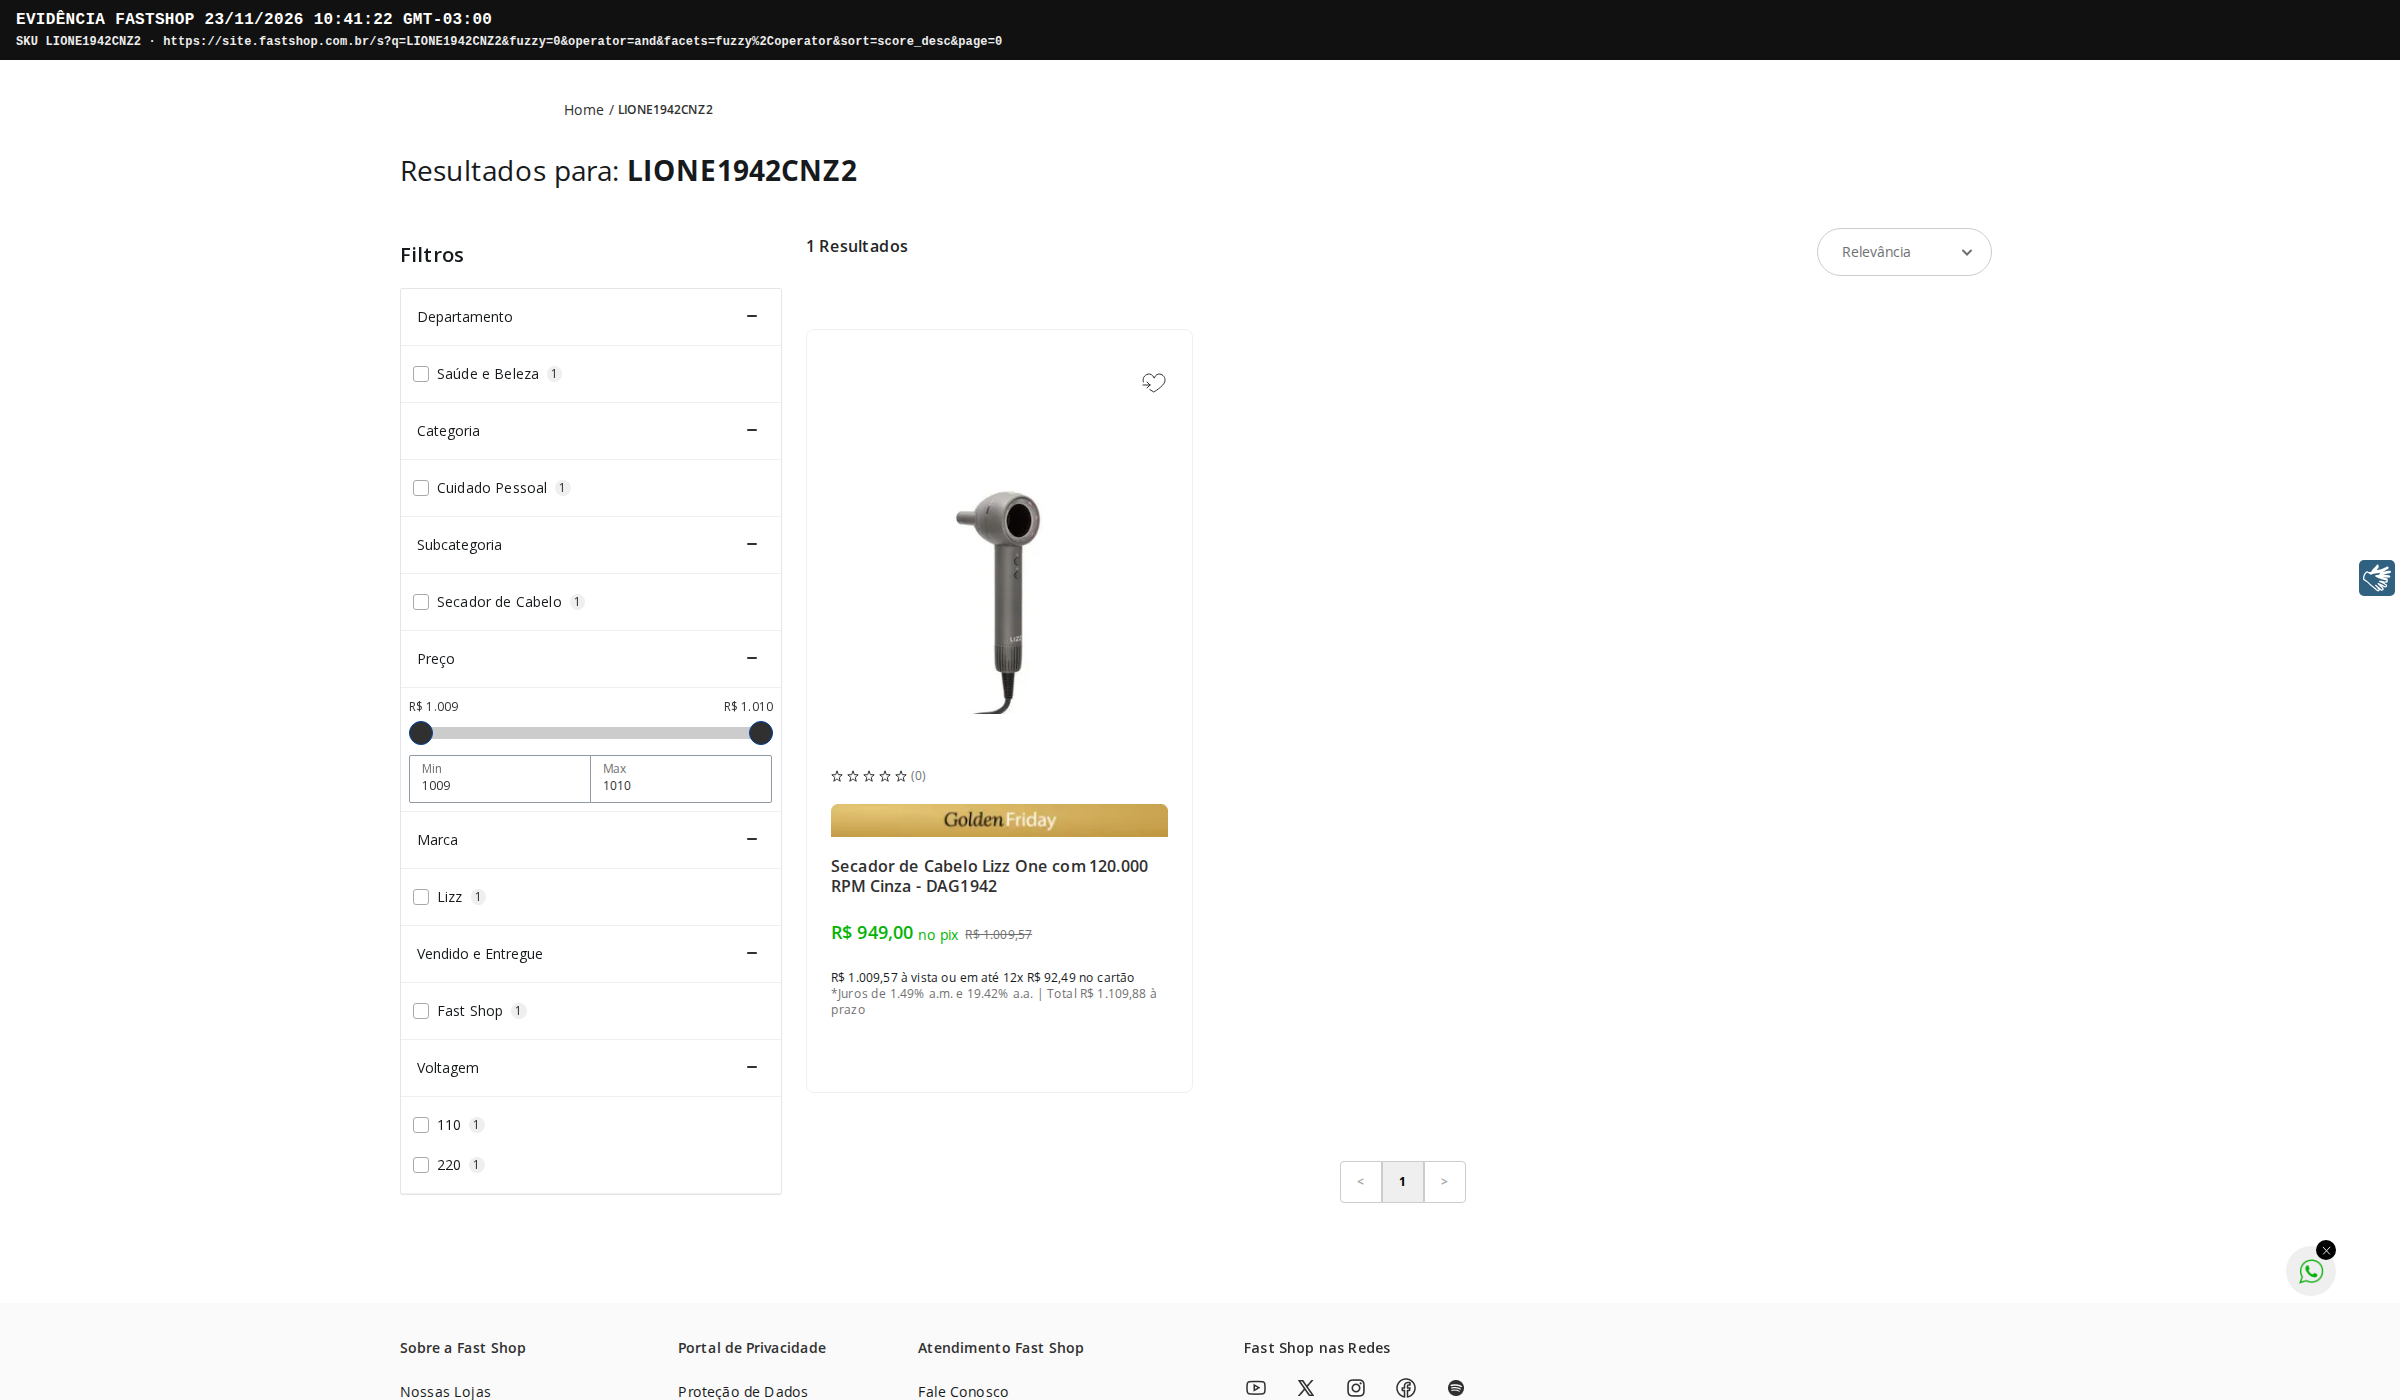 EVIDÊNCIA FASTSHOP 23/11/2026 10:41:22 GMT-03:00
SKU LIONE1942CNZ2 · https://site.fastshop.com.br/s?q=LIONE1942CNZ2&fuzzy=0&operator=and&facets=fuzzy%2Coperator&sort=score_desc&page=0
Home / LIONE1942CNZ2
Resultados para: LIONE1942CNZ2
Filtros
1 Resultados
Relevância
Departamento
Saúde e Beleza 1
Categoria
Cuidado Pessoal 1
Subcategoria
Secador de Cabelo 1
Preço
R$ 1.009 R$ 1.010
Min Max
1009 1010
Marca
Lizz 1
Vendido e Entregue
Fast Shop 1
Voltagem
110 1
220 1
LIZZ
(0)
Golden Friday
Secador de Cabelo Lizz One com 120.000
RPM Cinza - DAG1942
R$ 949,00 no pix R$ 1.009,57
R$ 1.009,57 à vista ou em até 12x R$ 92,49 no cartão
*Juros de 1.49% a.m. e 19.42% a.a. | Total R$ 1.109,88 à
prazo
< 1 >
Sobre a Fast Shop Portal de Privacidade Atendimento Fast Shop Fast Shop nas Redes
Nossas Lojas Proteção de Dados Fale Conosco